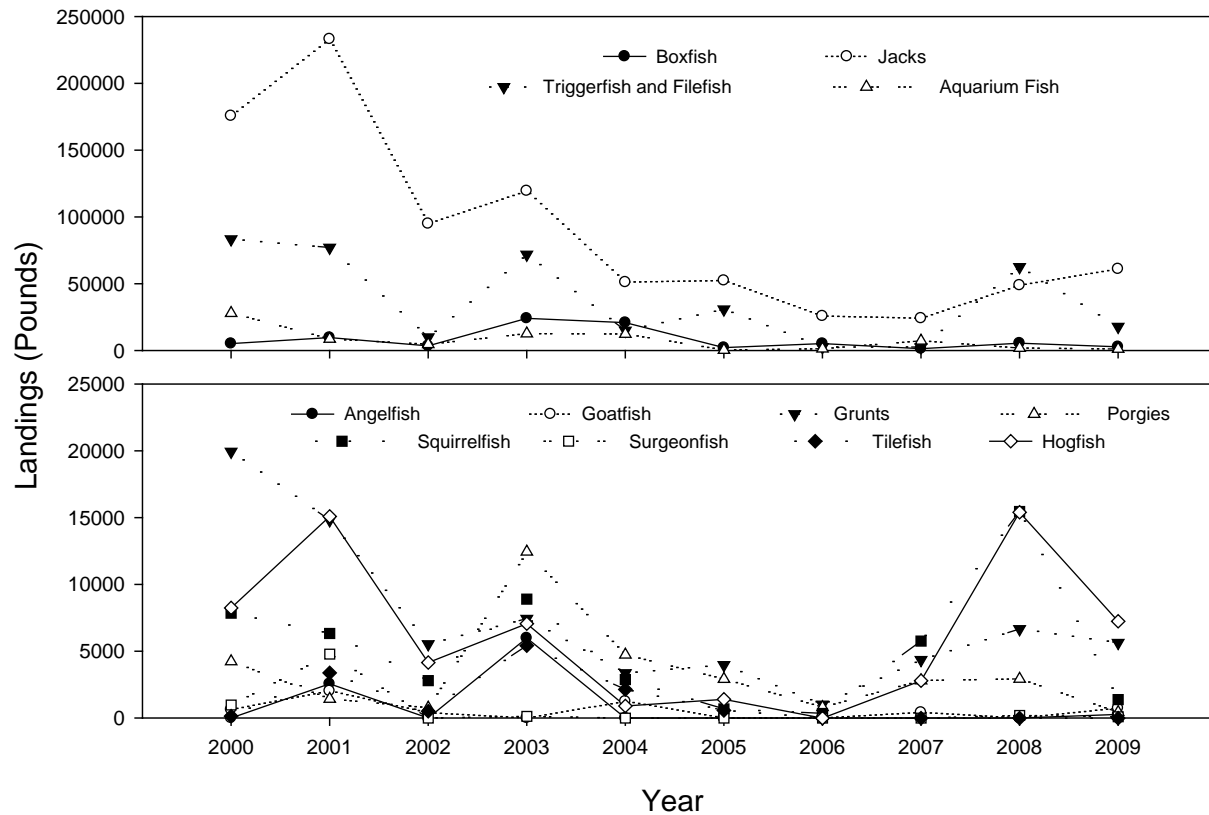 250000
200000
150000
100000
50000
0
Boxfish Jacks
Triggerfish and Filefish Aquarium Fish
Landings (Pounds)
25000
20000
15000
10000
5000
0
Angelfish Goatfish Grunts Porgies
Squirrelfish Surgeonfish Tilefish Hogfish
2000 2001 2002 2003 2004 2005 2006 2007 2008 2009
Year